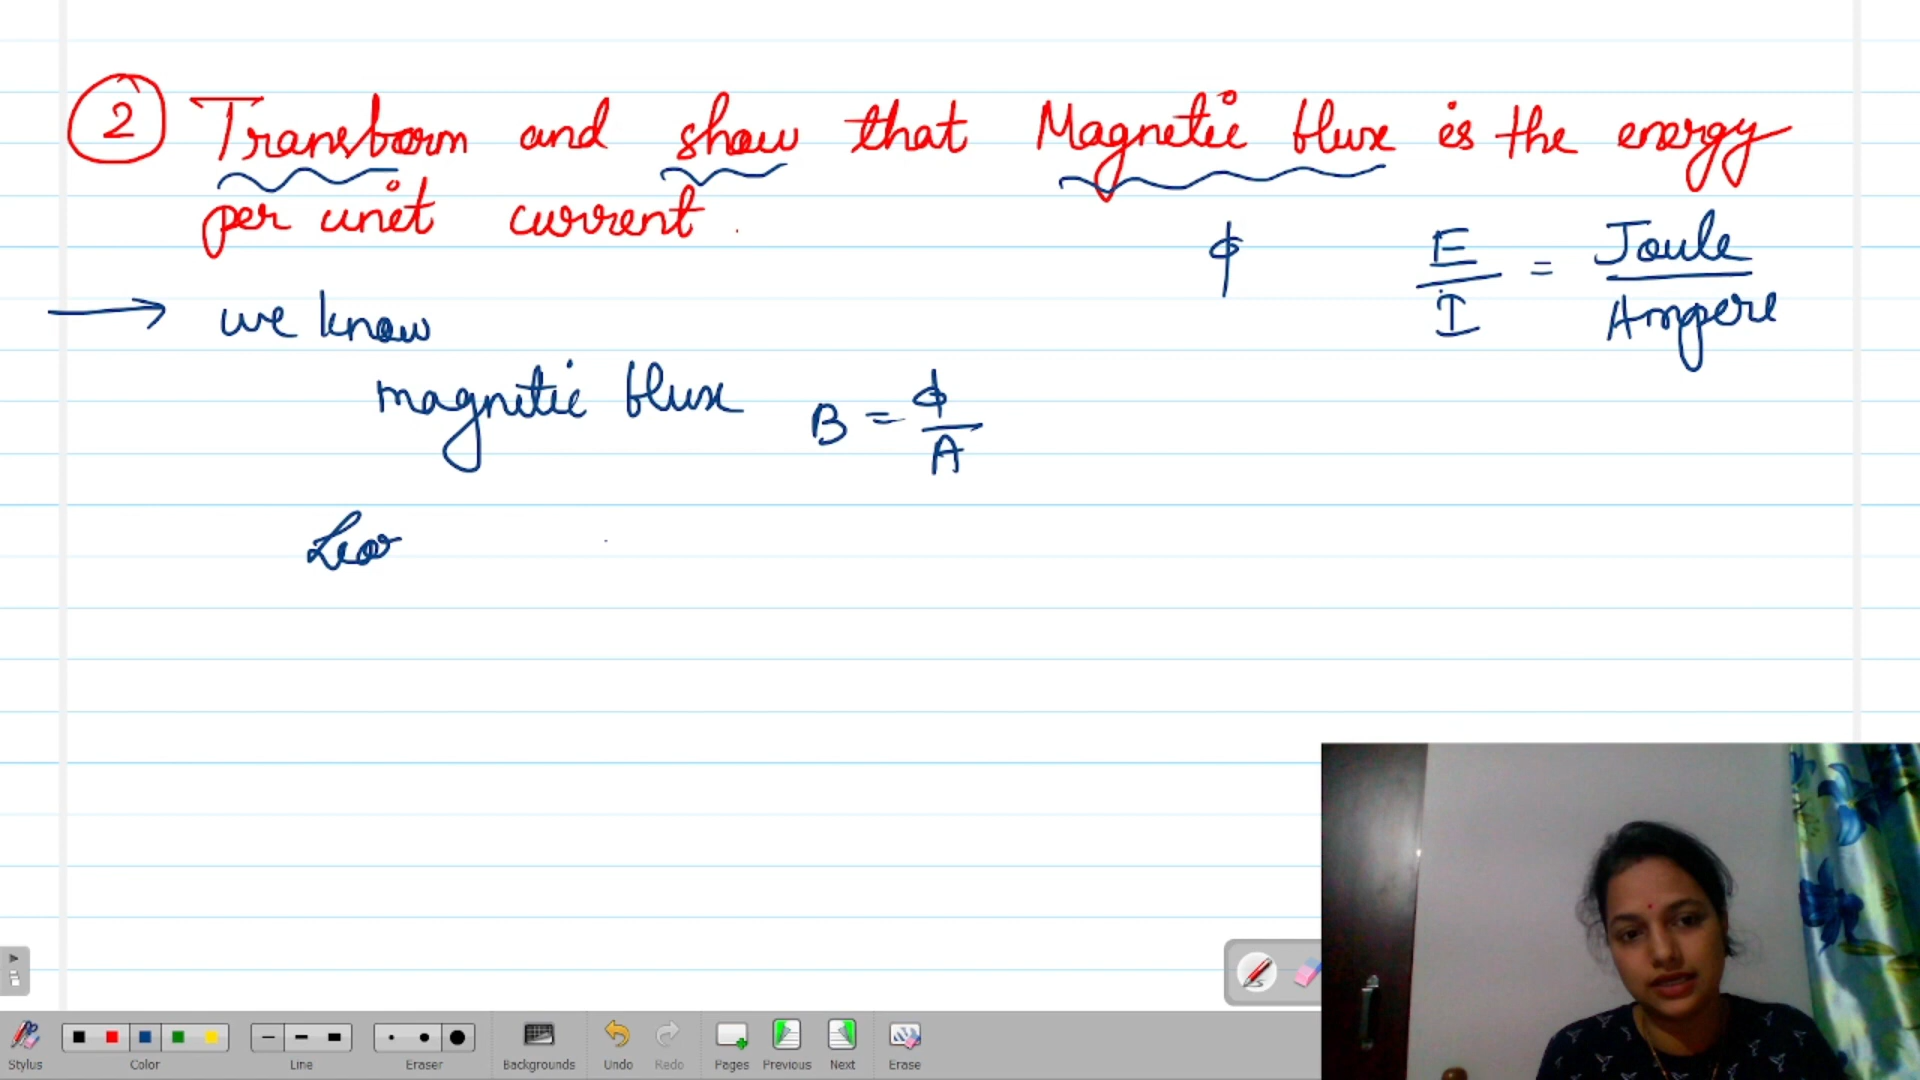 2 Transform and show that Magnetic flux is the energy
per unit current.
ϕ E/I = Joule/Ampere
→ we know
magnetic flux B = ϕ/A
Stylus Color Line Eraser Backgrounds Undo Redo Pages Previous Next Erase